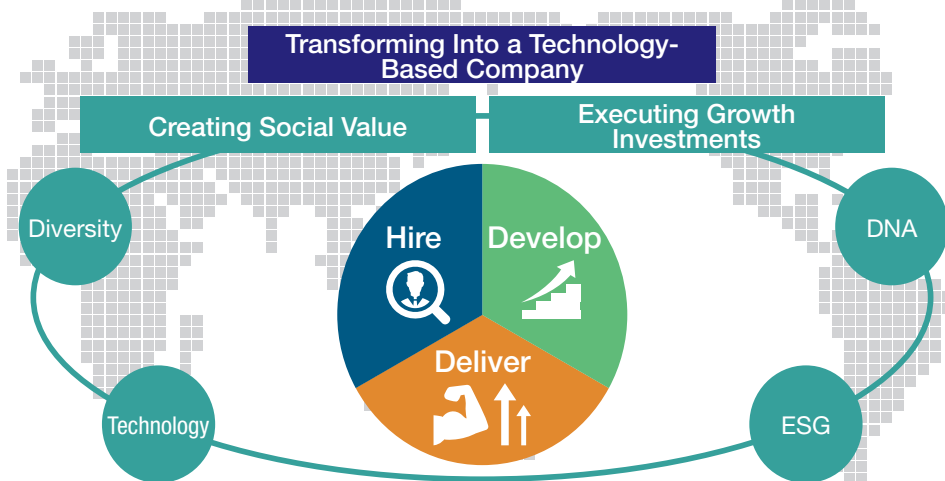 Transforming Into a Technology-
Based Company
Creating Social Value
Executing Growth
Investments
Diversity
DNA
Hire
Develop
Deliver
Technology
ESG